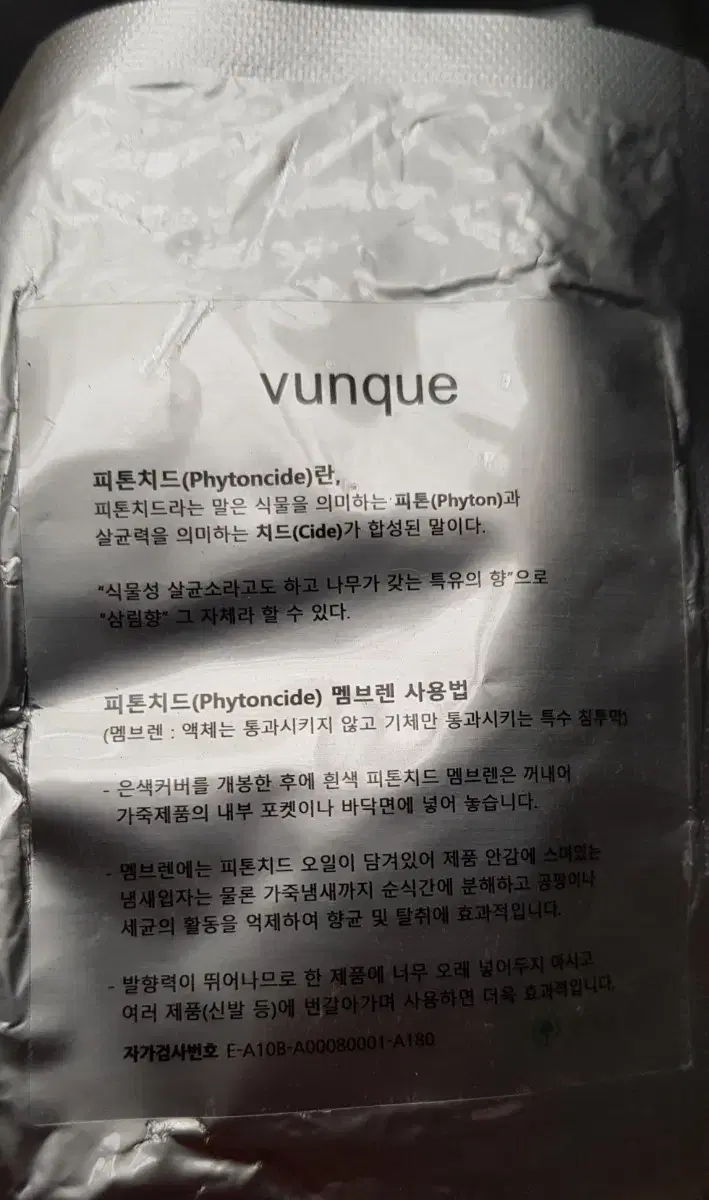 vunque
피톤치드(Phytoncide)란,
피톤치드라는 말은 식물을 의미하는 피톤(Phyton)과
살균력을 의미하는 치드(Cide)가 합성된 말이다.
"식물성 살균소라고도 하고 나무가 갖는 특유의 향"으로
"삼림향" 그 자체라 할 수 있다.
피톤치드(Phytoncide) 멤브렌 사용법
(멤브렌 : 액체는 통과시키지 않고 기체만 통과시키는 특수 침투막)
- 은색커버를 개봉한 후에 흰색 피톤치드 멤브렌은 꺼내어
가죽제품의 내부 포켓이나 바닥면에 넣어 놓습니다.
- 멤브렌에는 피톤치드 오일이 담겨있어 제품 안감에 스며있는
냄새입자는 물론 가죽냄새까지 순식간에 분해하고 곰팡이나
세균의 활동을 억제하여 향균 및 탈취에 효과적입니다.
- 발향력이 뛰어나므로 한 제품에 너무 오래 넣어두지 마시고
여러 제품(신발 등)에 번갈아가며 사용하면 더욱 효과적입니다.
자가검사번호 E-A10B-A00080001-A180